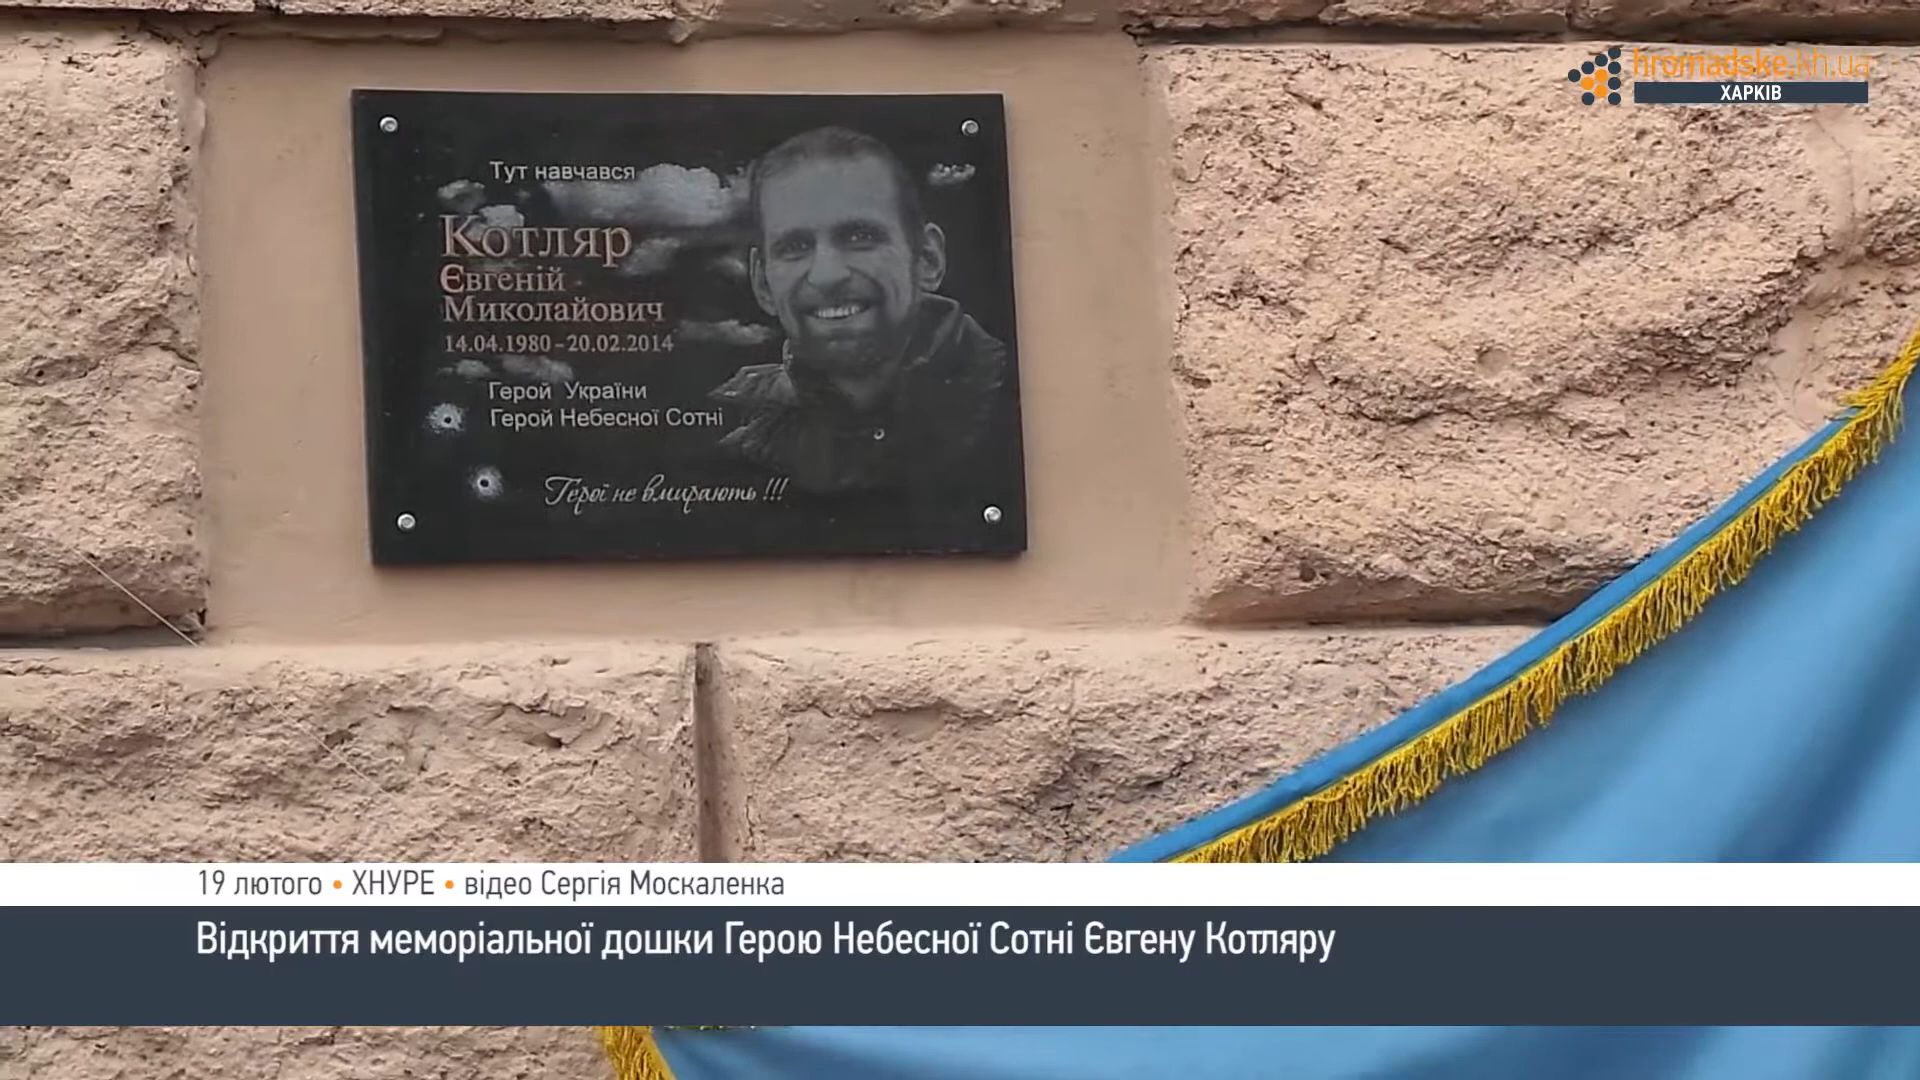 hromadske.kh.ua
ХАРКІВ
Тут навчався
Котляр
Євгеній
Миколайович
14.04.1980-20.02.2014
Герой України
Герой Небесної Сотні
Герої не вмирають !!!
19 лютого • ХНУРЕ • відео Сергія Москаленка
Відкриття меморіальної дошки Герою Небесної Сотні Євгену Котляру